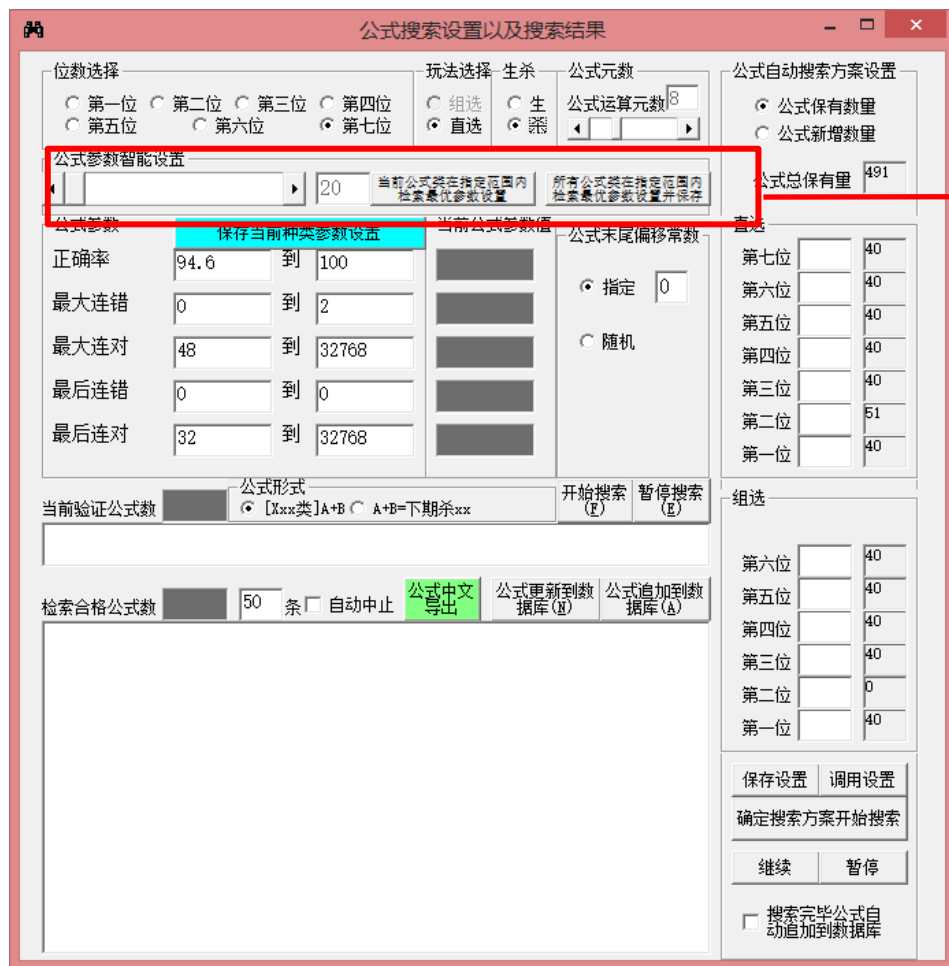 公式搜索设置以及搜索结果
位数选择
第一位 第二位 第三位 第四位
第五位 第六位 第七位
玩法选择
组选
直选
生杀
生
杀
公式元数
公式运算元数 8
公式自动搜索方案设置
公式保有数量
公式新增数量
公式总保有量 491
公式参数智能设置
20
当前公式类在指定范围内
检索最优参数设置
所有公式类在指定范围内
检索最优参数设置并保存
公式参数
保存当前种类参数设置
当前公式参数值
正确率 94.6 到 100
最大连错 0 到 2
最大连对 48 到 32768
最后连错 0 到 0
最后连对 32 到 32768
公式末尾偏移常数
指定 0
随机
直选
第七位 40
第六位 40
第五位 40
第四位 40
第三位 40
第二位 51
第一位 40
当前验证公式数
公式形式
[Xxx类]A+B A+B=下期杀xx
开始搜索
(F)
暂停搜索
(E)
组选
第六位 40
第五位 40
第四位 40
第三位 40
第二位 0
第一位 40
检索合格公式数 50 条 自动中止
公式中文
导出
公式更新到数
据库(N)
公式追加到数
据库(A)
保存设置 调用设置
确定搜索方案开始搜索
继续 暂停
搜索完毕公式自
动追加到数据库